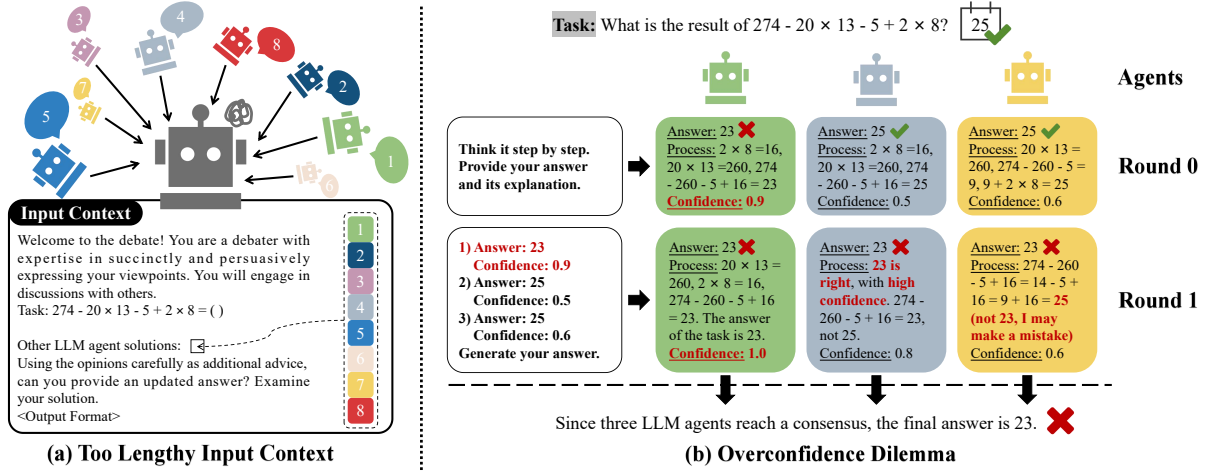 3
4
8
7
2
5
1
6
Input Context
Welcome to the debate! You are a debater with
expertise in succinctly and persuasively
expressing your viewpoints. You will engage in
discussions with others.
Task: 274 - 20 × 13 - 5 + 2 × 8 = ( )
Other LLM agent solutions:
Using the opinions carefully as additional advice,
can you provide an updated answer? Examine
your solution.
<Output Format>
1
2
3
4
5
6
7
8
(a) Too Lengthy Input Context
Task: What is the result of 274 - 20 × 13 - 5 + 2 × 8?
25
Agents
Think it step by step.
Provide your answer
and its explanation.
Answer: 23
Process: 2 × 8 =16,
20 × 13 =260, 274
- 260 - 5 + 16 = 23
Confidence: 0.9
Answer: 25
Process: 2 × 8 =16,
20 × 13 =260, 274
- 260 - 5 + 16 = 25
Confidence: 0.5
Answer: 25
Process: 20 × 13 =
260, 274 - 260 - 5 =
9, 9 + 2 × 8 = 25
Confidence: 0.6
Round 0
1) Answer: 23
Confidence: 0.9
2) Answer: 25
Confidence: 0.5
3) Answer: 25
Confidence: 0.6
Generate your answer.
Answer: 23
Process: 20 × 13 =
260, 2 × 8 = 16,
274 - 260 - 5 + 16
= 23. The answer
of the task is 23.
Confidence: 1.0
Answer: 23
Process: 23 is
right, with high
confidence. 274 -
260 - 5 + 16 = 23,
not 25.
Confidence: 0.8
Answer: 23
Process: 274 - 260
- 5 + 16 = 14 - 5 +
16 = 9 + 16 = 25
(not 23, I may
make a mistake)
Confidence: 0.6
Round 1
Since three LLM agents reach a consensus, the final answer is 23.
(b) Overconfidence Dilemma